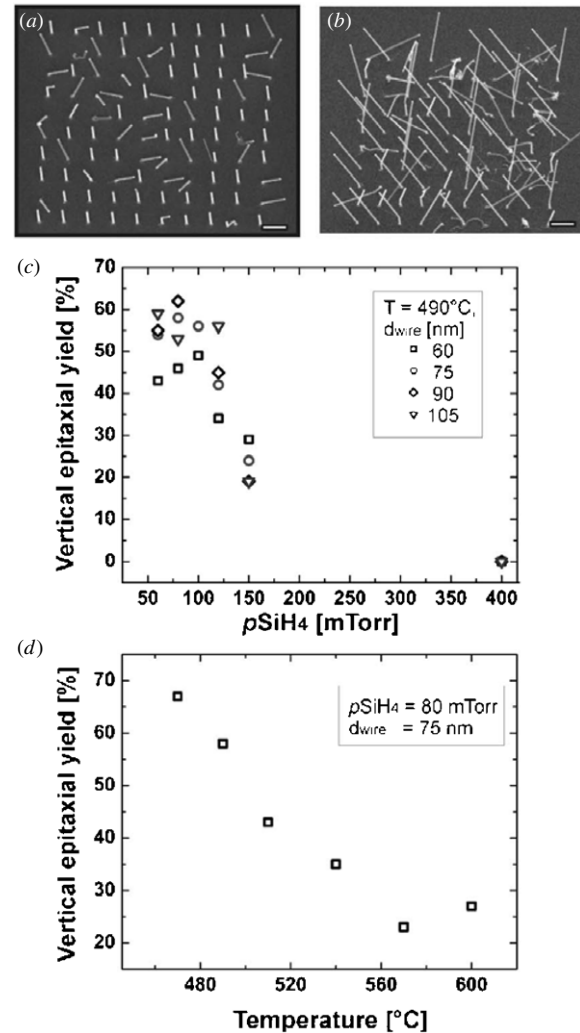 (a)
(b)
(c)
70
60
50
40
30
20
10
0
Vertical epitaxial yield [%]
T = 490°C,
dwire [nm]
60
75
90
105
50 100 150 200 250 300 350 400
pSiH4 [mTorr]
(d)
70
60
50
40
30
20
Vertical epitaxial yield [%]
pSiH4 = 80 mTorr
dwire = 75 nm
480 520 560 600
Temperature [°C]